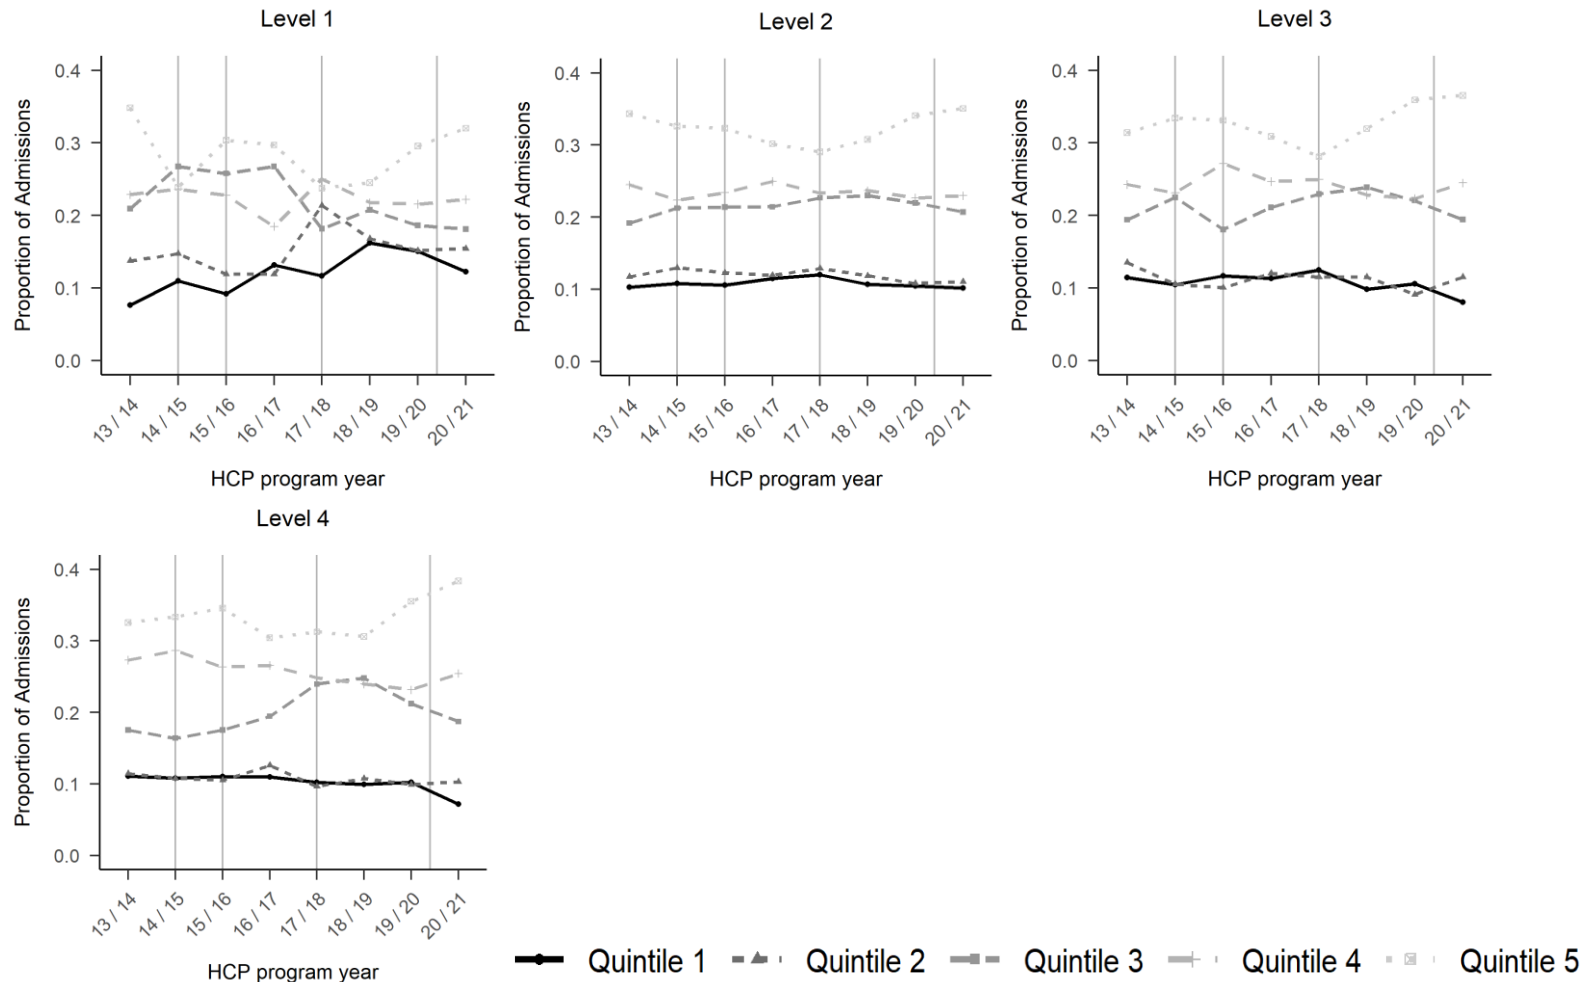 Level 1
Proportion of Admissions
0.4
0.3
0.2
0.1
0.0
13 / 14
14 / 15
15 / 16
16 / 17
17 / 18
18 / 19
19 / 20
20 / 21
HCP program year
Level 2
Proportion of Admissions
0.4
0.3
0.2
0.1
0.0
13 / 14
14 / 15
15 / 16
16 / 17
17 / 18
18 / 19
19 / 20
20 / 21
HCP program year
Level 3
Proportion of Admissions
0.4
0.3
0.2
0.1
0.0
13 / 14
14 / 15
15 / 16
16 / 17
17 / 18
18 / 19
19 / 20
20 / 21
HCP program year
Level 4
Proportion of Admissions
0.4
0.3
0.2
0.1
0.0
13 / 14
14 / 15
15 / 16
16 / 17
17 / 18
18 / 19
19 / 20
20 / 21
HCP program year
Quintile 1 Quintile 2 Quintile 3 Quintile 4 Quintile 5